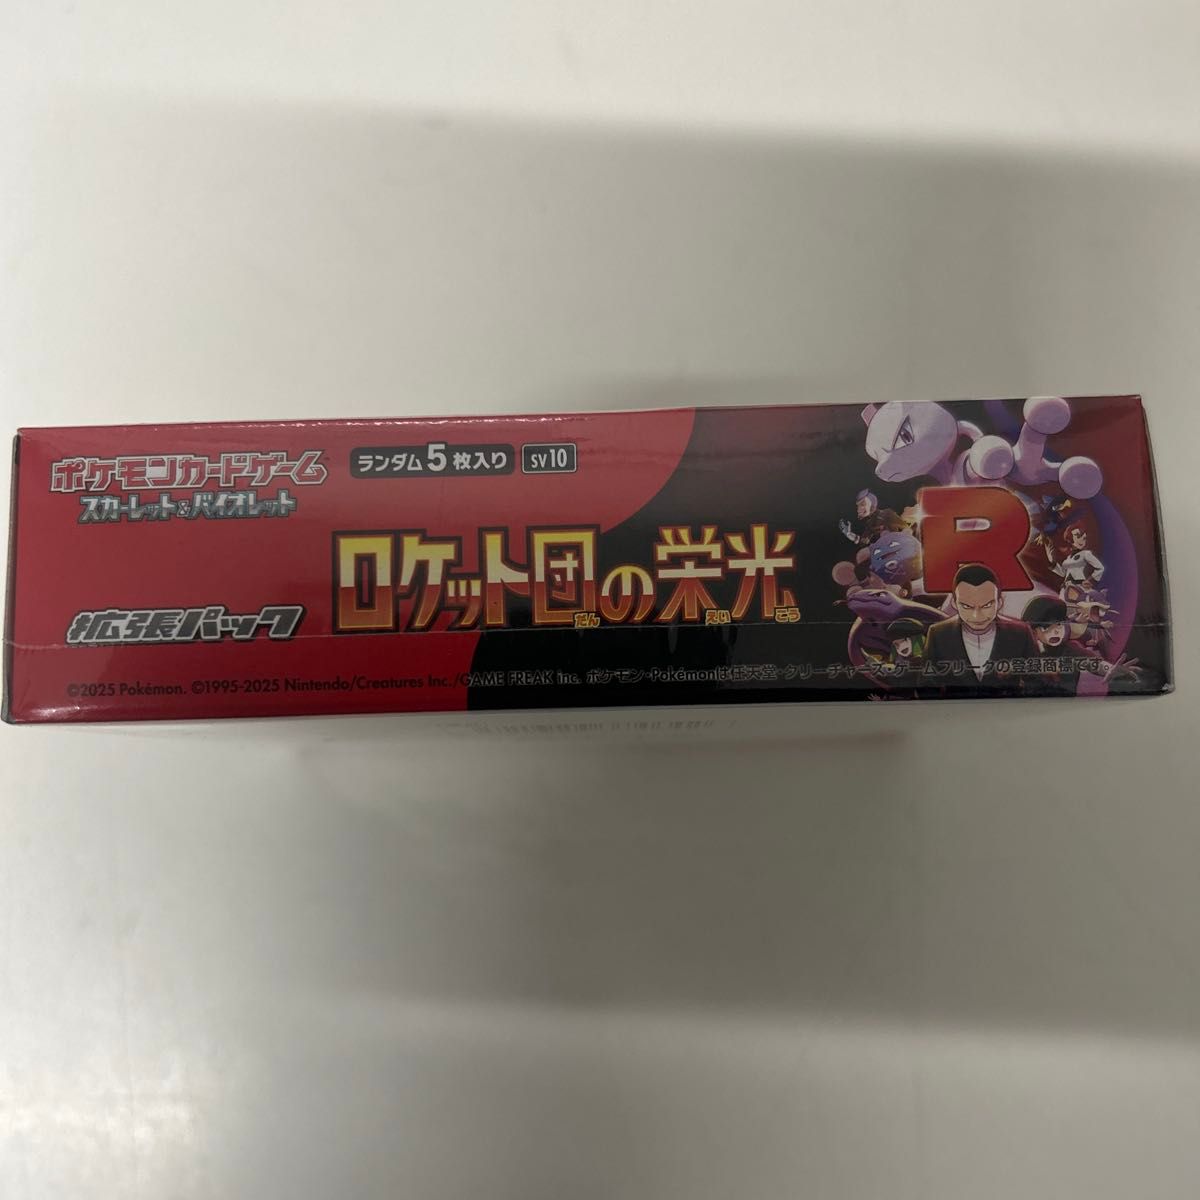 ポケモンカードゲーム
スカーレット&バイオレット
ランダム5枚入り
SV10
拡張パック
ロケット団の栄光
だん えい こう
R
©2025 Pokémon. ©1995-2025 Nintendo/Creatures Inc./GAME FREAK inc. ポケモン・Pokémonは任天堂・クリーチャーズ・ゲームフリークの登録商標です。